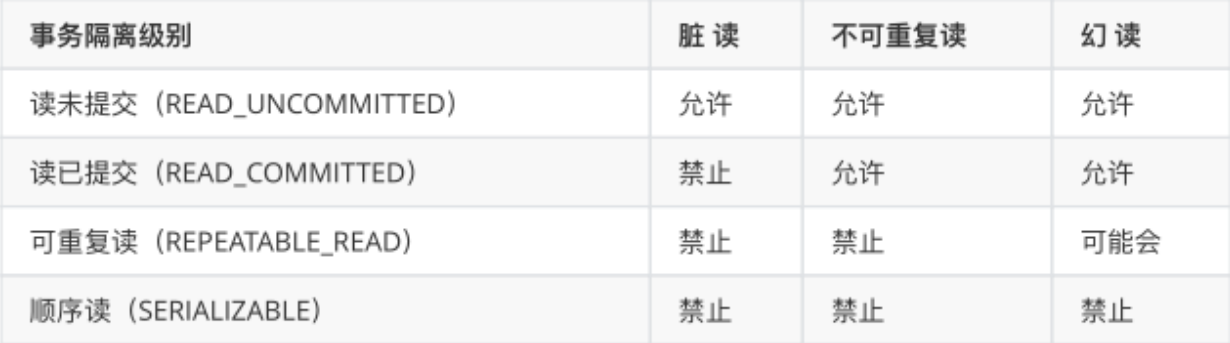 事务隔离级别 脏 读 不可重复读 幻 读
读未提交（READ_UNCOMMITTED） 允许 允许 允许
读已提交（READ_COMMITTED） 禁止 允许 允许
可重复读（REPEATABLE_READ） 禁止 禁止 可能会
顺序读（SERIALIZABLE） 禁止 禁止 禁止